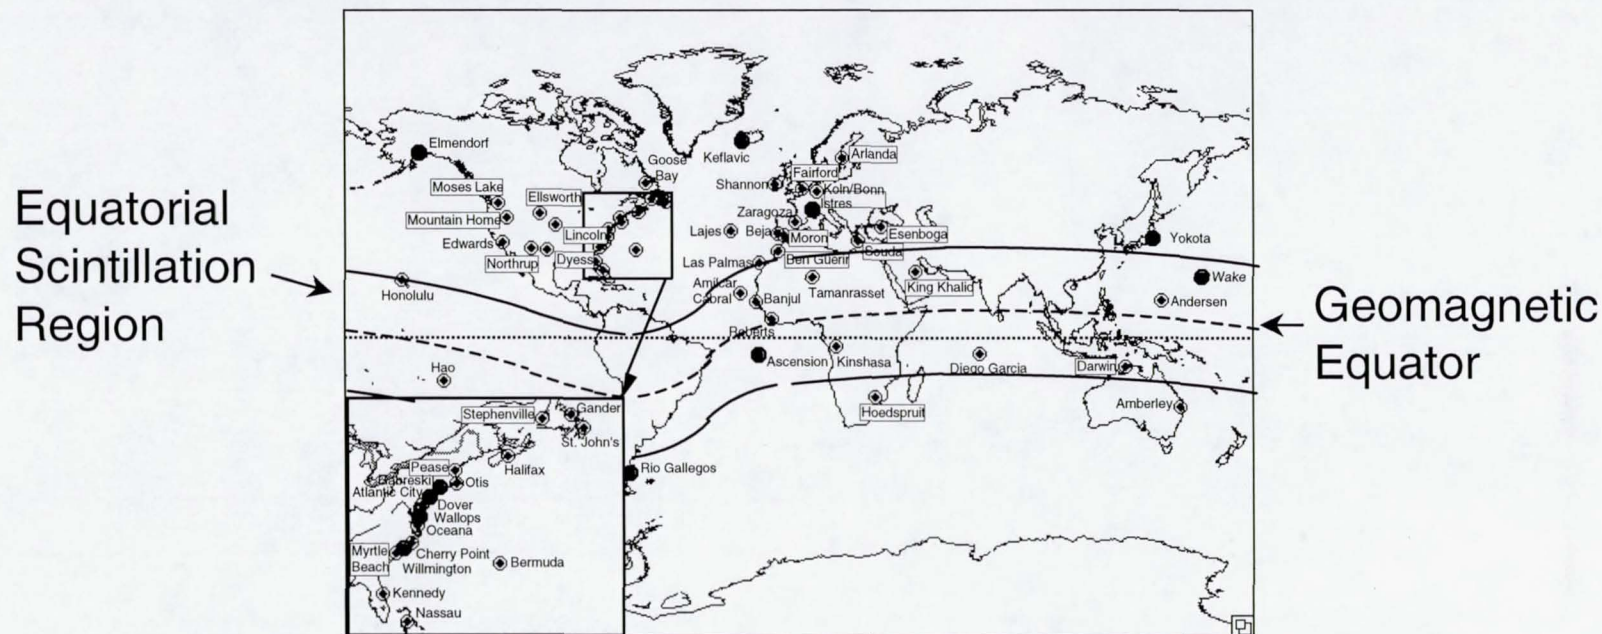 Equatorial
Scintillation
Region
Geomagnetic
Equator
Elmendorf
Keflavic
Goose
Bay
Arlanda
Fairford
Koln/Bonn
Istres
Shannon
Moses Lake
Ellsworth
Mountain Home
Zaragoza
Lajes
Beja
Moron
Esenboga
Yokota
Lincoln
Edwards
Northrup
Dyess
Ben Guerir
Souda
Las Palmas
Honolulu
Amilcar
Cabral
Banjul
Tamanrasset
King Khalid
Wake
Andersen
Roberts
Ascension
Kinshasa
Diego Garcia
Darwin
Hao
Hoedspruit
Amberley
Rio Gallegos
Stephenville
Gander
St. John's
Halifax
Pease
Otis
Atlantic City
Dover
Wallops
Oceana
Myrtle
Beach
Cherry Point
Willmington
Bermuda
Kennedy
Nassau